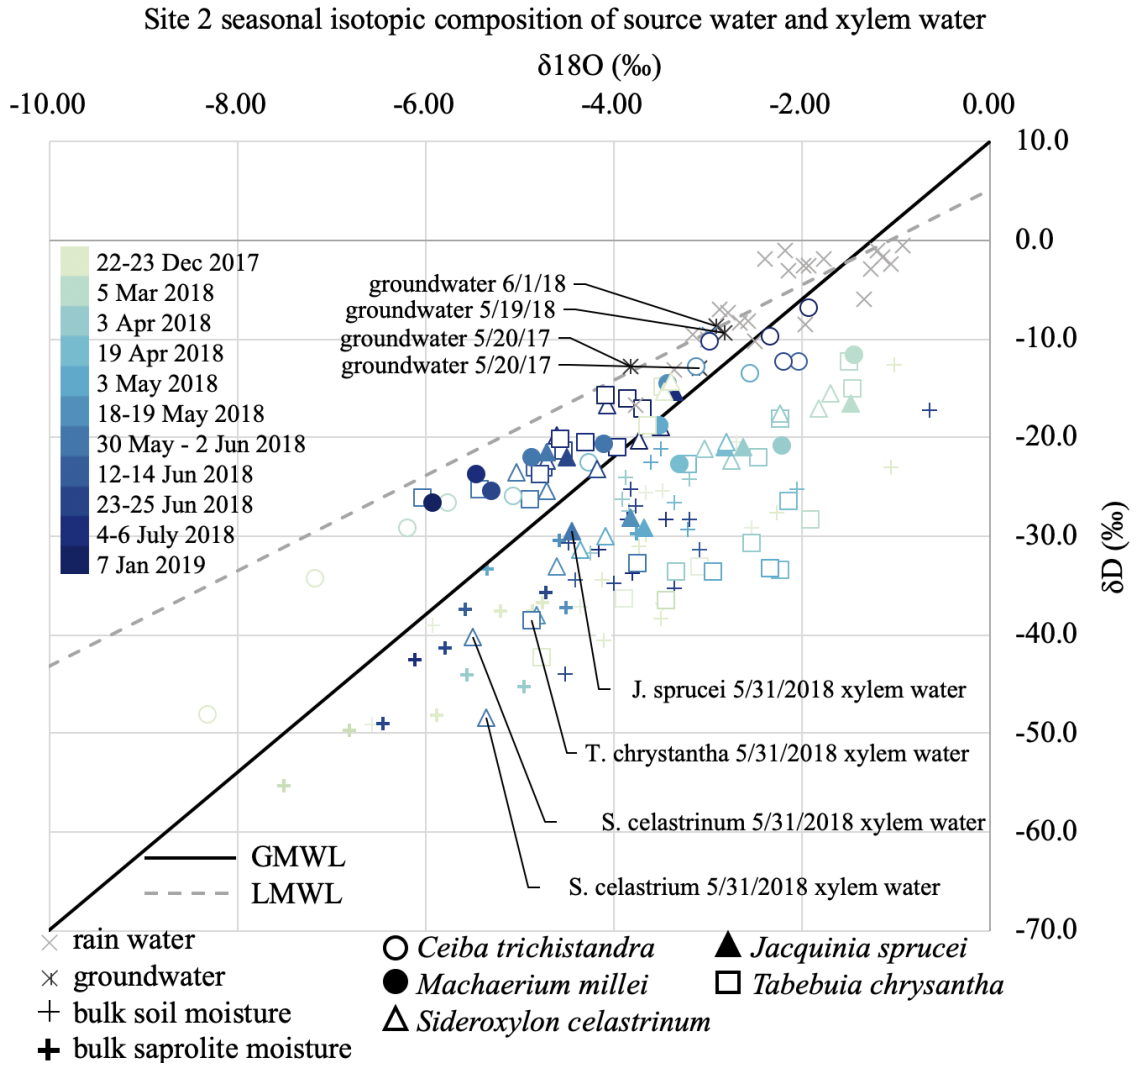 Site 2 seasonal isotopic composition of source water and xylem water
δ18O (‰)
-10.00 -8.00 -6.00 -4.00 -2.00 0.00
10.0
0.0
-10.0
-20.0
-30.0
-40.0
-50.0
-60.0
-70.0
δD (‰)
22-23 Dec 2017
5 Mar 2018
3 Apr 2018
19 Apr 2018
3 May 2018
18-19 May 2018
30 May - 2 Jun 2018
12-14 Jun 2018
23-25 Jun 2018
4-6 July 2018
7 Jan 2019
groundwater 6/1/18
groundwater 5/19/18
groundwater 5/20/17
groundwater 5/20/17
J. sprucei 5/31/2018 xylem water
T. chrystantha 5/31/2018 xylem water
S. celastrinum 5/31/2018 xylem water
S. celastrium 5/31/2018 xylem water
GMWL
LMWL
rain water
groundwater
bulk soil moisture
bulk saprolite moisture
Ceiba trichistandra
Machaerium millei
Sideroxylon celastrinum
Jacquinia sprucei
Tabebuia chrysantha